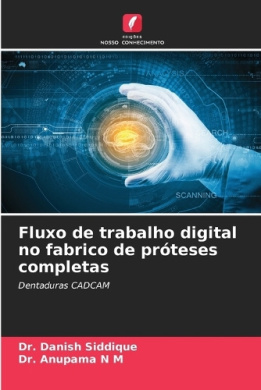 edições
NOSSO CONHECIMENTO
SCANNING
Fluxo de trabalho digital
no fabrico de próteses
completas
Dentaduras CADCAM
Dr. Danish Siddique
Dr. Anupama N M